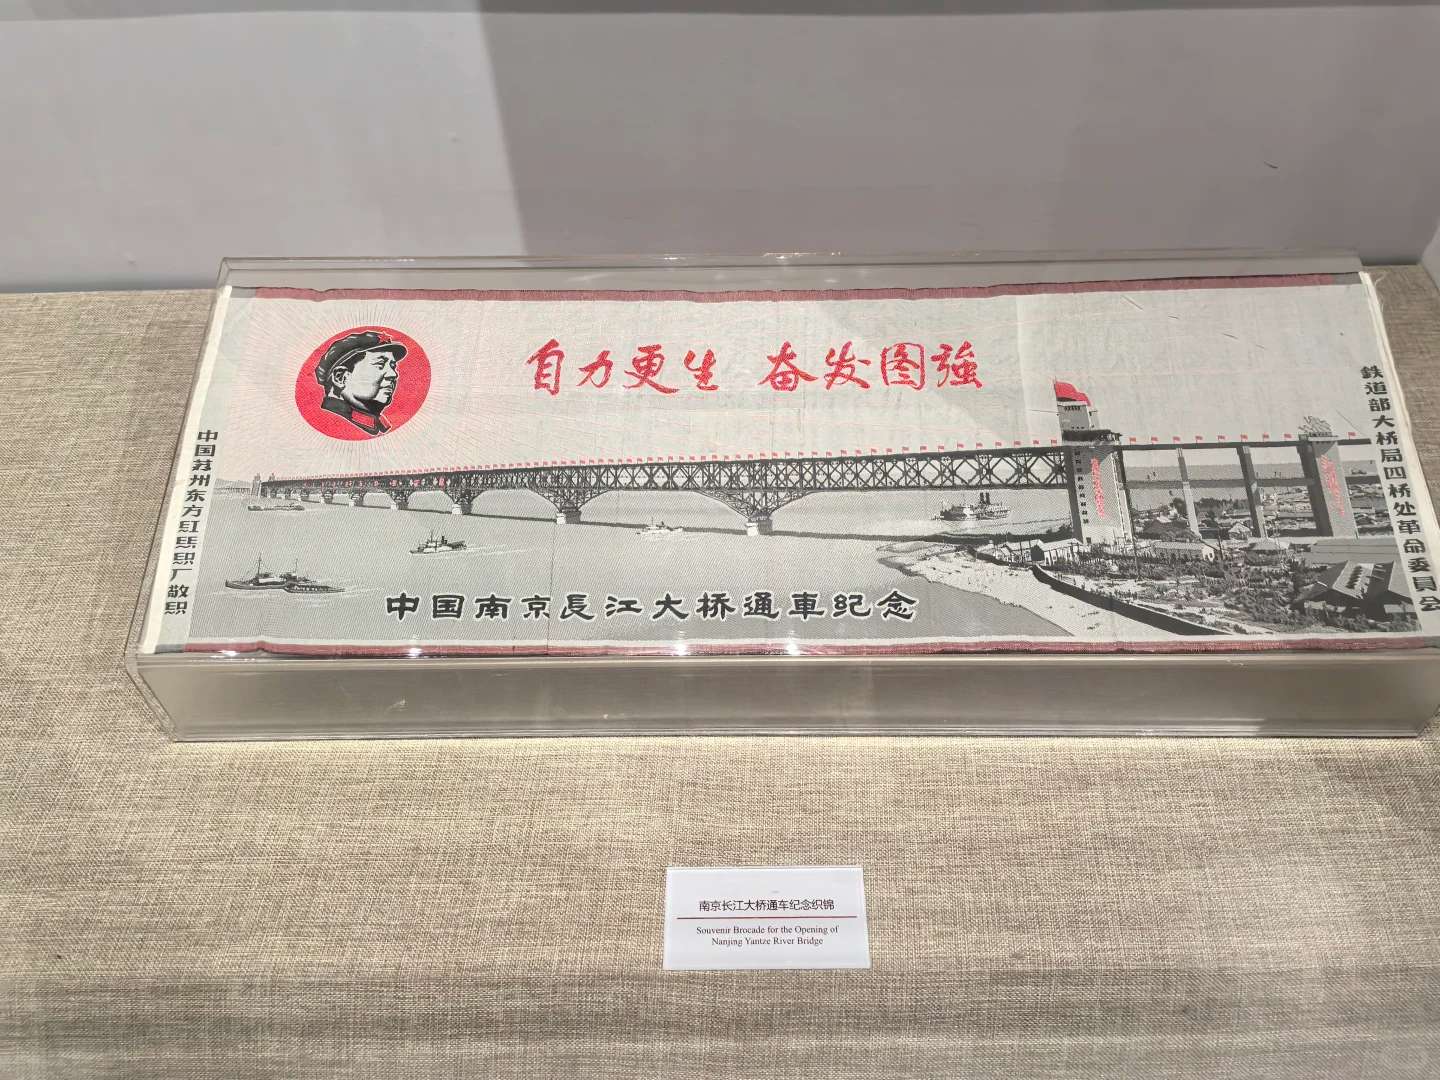 自力更生 奋发图強
中国苏州东方红絲织厂敬织
鉄道部大桥局四桥处革命委員会
中国南京長江大桥通車纪念
南京长江大桥通车纪念织锦
Souvenir Brocade for the Opening of
Nanjing Yantze River Bridge